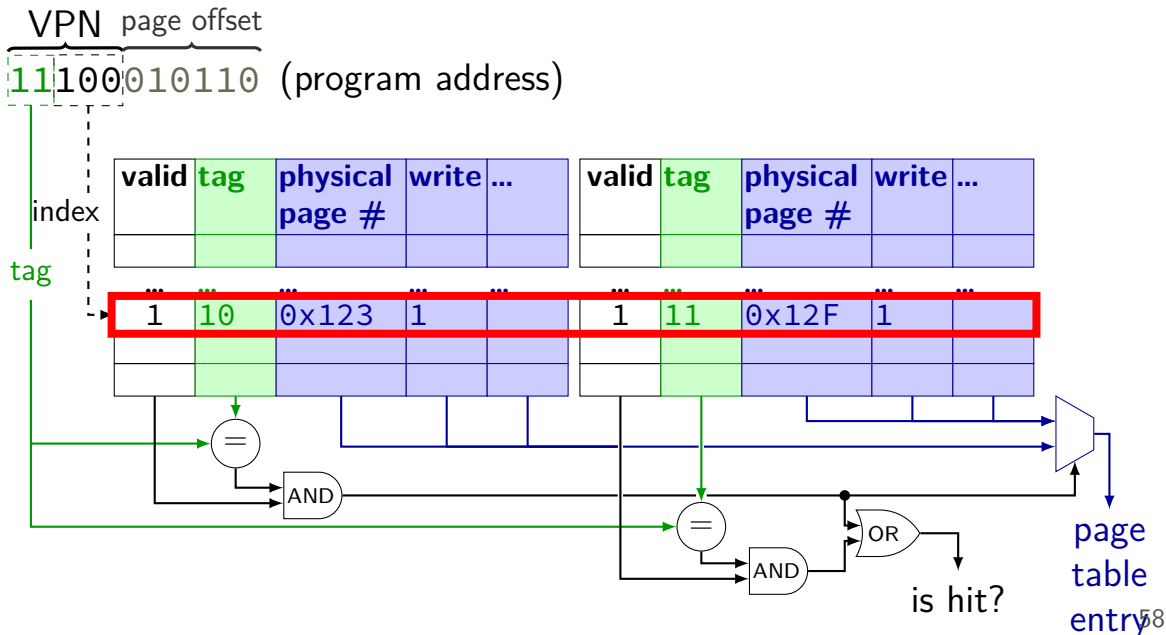 VPN page offset
11100010110 (program address)
valid tag physical page # write ... valid tag physical page # write ...
index
tag
... ... ... ... ... ... ... ... ... ...
1 10 0x123 1 1 11 0x12F 1
=
AND
=
OR
AND
is hit?
page
table
entry
58